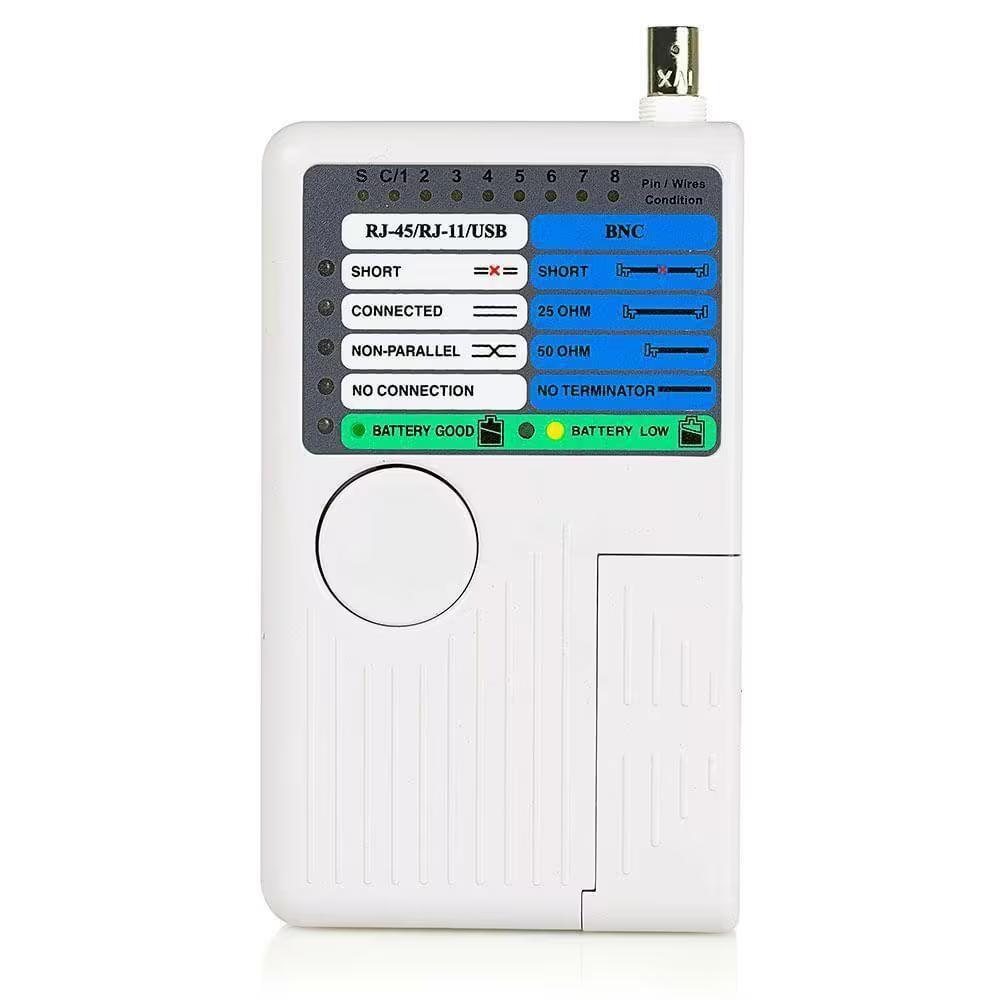 S C/1 2 3 4 5 6 7 8 Pin / Wires
Condition
RJ-45/RJ-11/USB BNC
SHORT SHORT
CONNECTED 25 OHM
NON-PARALLEL 50 OHM
NO CONNECTION NO TERMINATOR
BATTERY GOOD BATTERY LOW